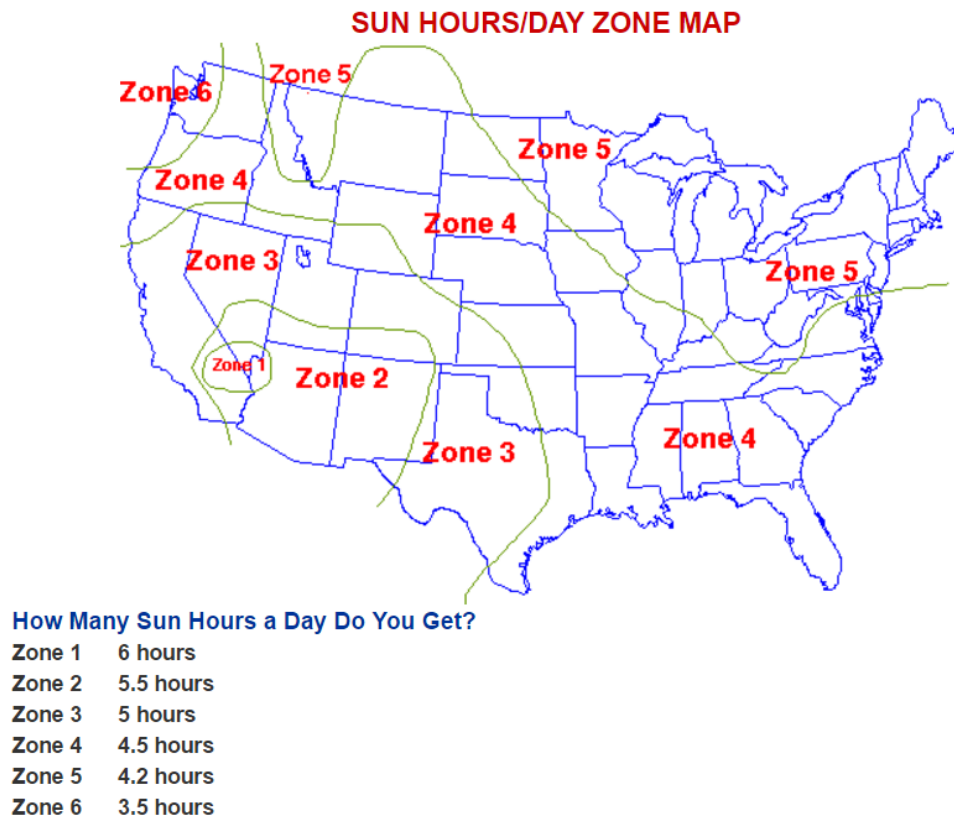 SUN HOURS/DAY ZONE MAP
Zone 5
Zone 6
Zone 5
Zone 4
Zone 4
Zone 3
Zone 5
Zone 1
Zone 2
Zone 4
Zone 3
How Many Sun Hours a Day Do You Get?
Zone 1 6 hours
Zone 2 5.5 hours
Zone 3 5 hours
Zone 4 4.5 hours
Zone 5 4.2 hours
Zone 6 3.5 hours